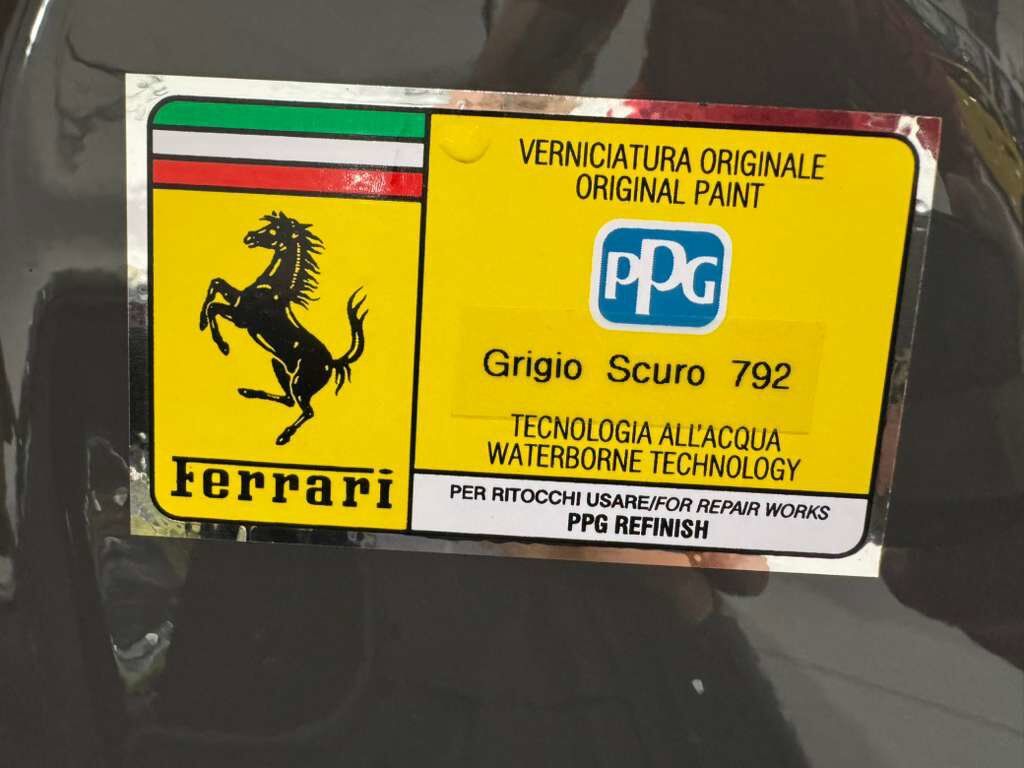 VERNICIATURA ORIGINALE
ORIGINAL PAINT
PPG
Grigio Scuro 792
TECNOLOGIA ALL'ACQUA
WATERBORNE TECHNOLOGY
Ferrari
PER RITOCCHI USARE/FOR REPAIR WORKS
PPG REFINISH